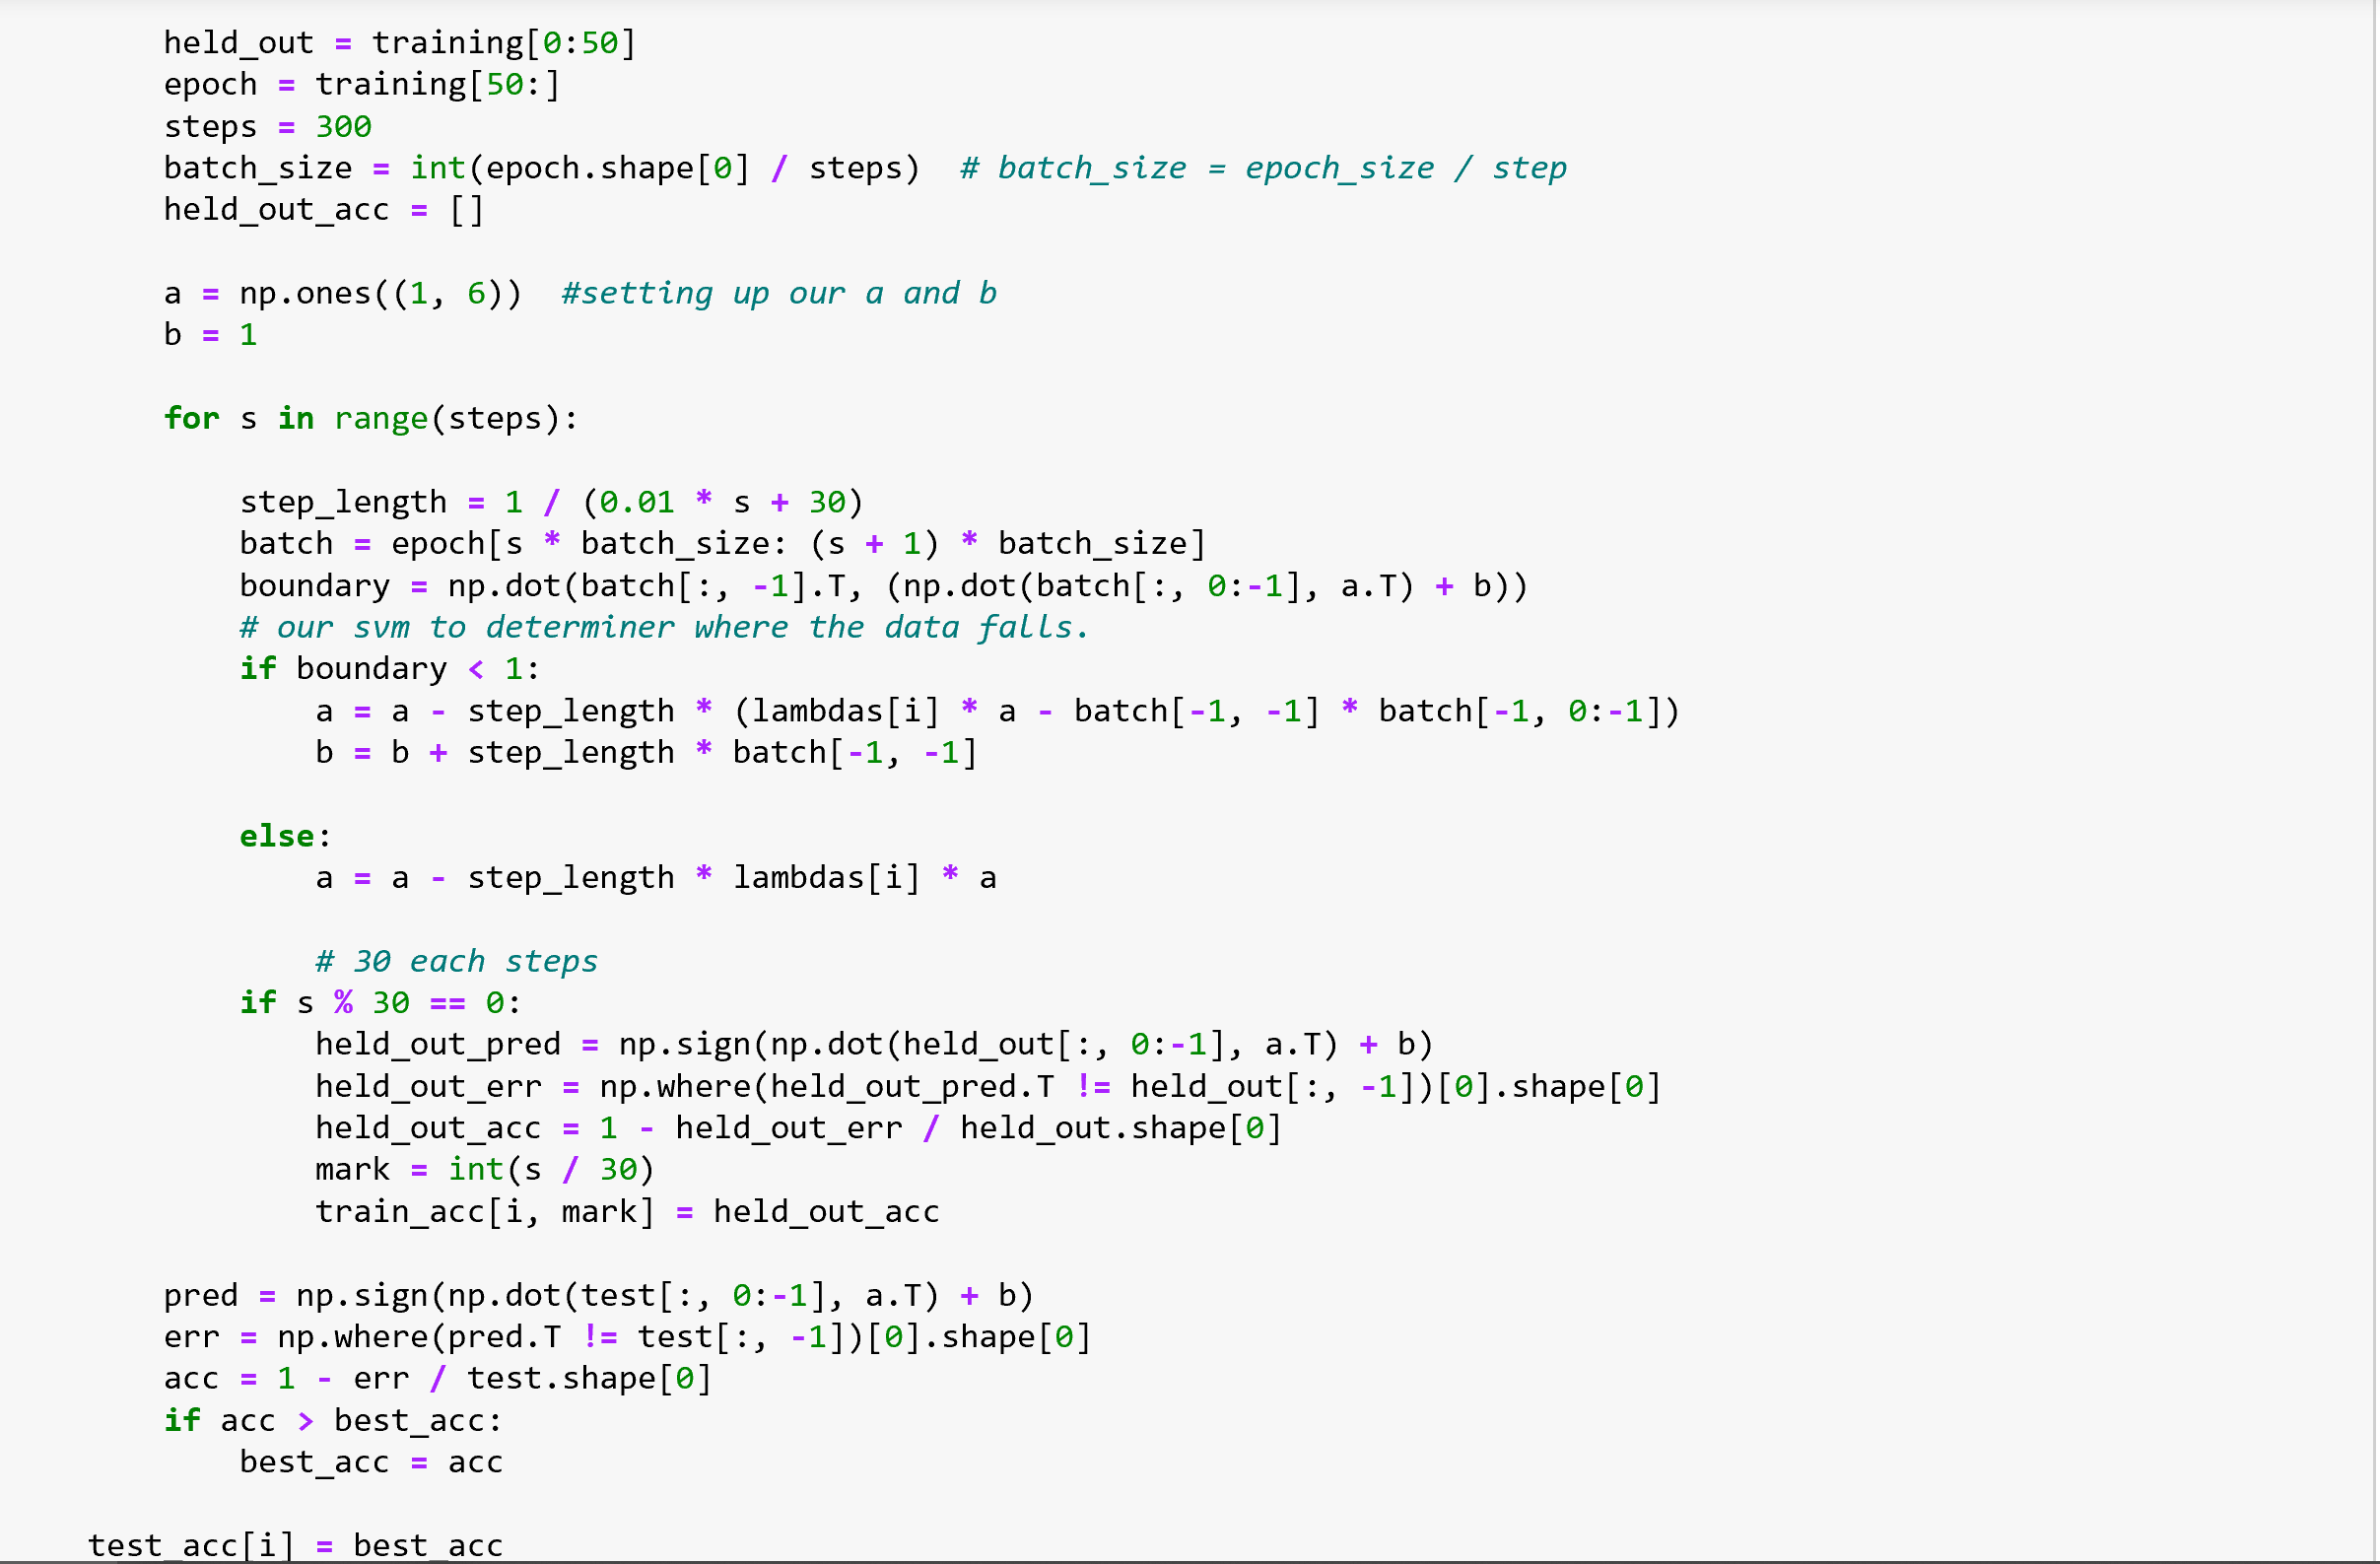 held_out = training[0:50]
epoch = training[50:]
steps = 300
batch_size = int(epoch.shape[0] / steps)  # batch_size = epoch_size / step
held_out_acc = []
a = np.ones((1, 6))  #setting up our a and b
b = 1
for s in range(steps):
step_length = 1 / (0.01 * s + 30)
batch = epoch[s * batch_size: (s + 1) * batch_size]
boundary = np.dot(batch[:, -1].T, (np.dot(batch[:, 0:-1], a.T) + b))
# our svm to determiner where the data falls.
if boundary < 1:
a = a - step_length * (lambdas[i] * a - batch[-1, -1] * batch[-1, 0:-1])
b = b + step_length * batch[-1, -1]
else:
a = a - step_length * lambdas[i] * a
# 30 each steps
if s % 30 == 0:
held_out_pred = np.sign(np.dot(held_out[:, 0:-1], a.T) + b)
held_out_err = np.where(held_out_pred.T != held_out[:, -1])[0].shape[0]
held_out_acc = 1 - held_out_err / held_out.shape[0]
mark = int(s / 30)
train_acc[i, mark] = held_out_acc
pred = np.sign(np.dot(test[:, 0:-1], a.T) + b)
err = np.where(pred.T != test[:, -1])[0].shape[0]
acc = 1 - err / test.shape[0]
if acc > best_acc:
best_acc = acc
test_acc[i] = best_acc